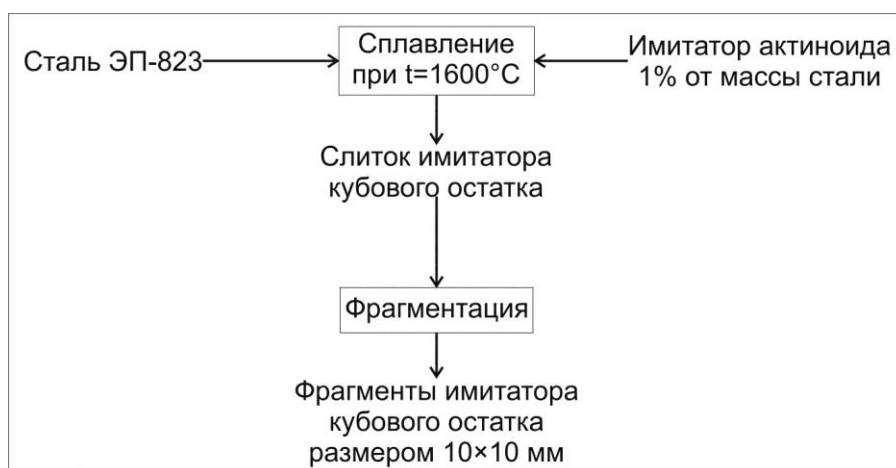 Сталь ЭП-823
Сплавление
при t=1600°C
Имитатор актиноида
1% от массы стали
Слиток имитатора
кубового остатка
Фрагментация
Фрагменты имитатора
кубового остатка
размером 10×10 мм